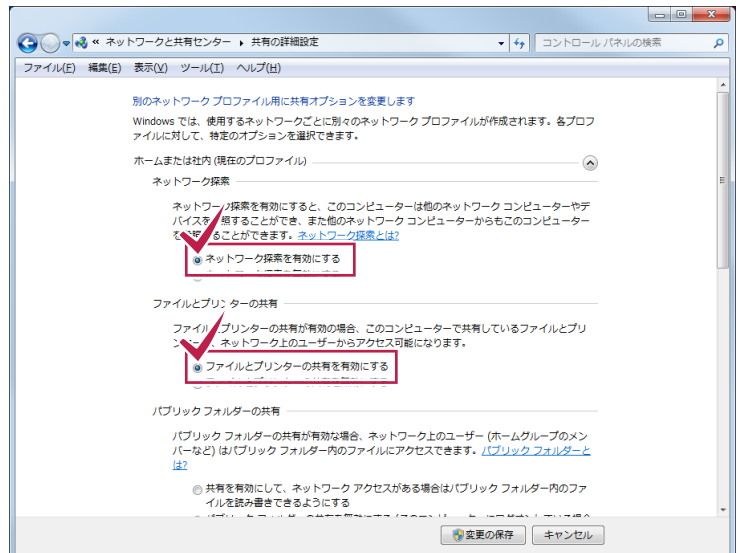 « ネットワークと共有センター ▸ 共有の詳細設定
コントロール パネルの検索
ファイル(F) 編集(E) 表示(V) ツール(T) ヘルプ(H)
別のネットワーク プロファイル用に共有オプションを変更します
Windows では、使用するネットワークごとに別々のネットワーク プロファイルが作成されます。各プロフ
ァイルに対して、特定のオプションを選択できます。
ホームまたは社内 (現在のプロファイル)
ネットワーク探索
ネットワーク探索を有効にすると、このコンピューターは他のネットワーク コンピューターやデ
バイスを 照することができ、また他のネットワーク コンピューターからもこのコンピューター
を ることができます。 ネットワーク探索とは?
ネットワーク探索を有効にする
ファイルとプリンターの共有
ファイル プリンターの共有が有効の場合、このコンピューターで共有しているファイルとプリ
ン 、ネットワーク上のユーザーからアクセス可能になります。
ファイルとプリンターの共有を有効にする
パブリック フォルダーの共有
パブリック フォルダーの共有が有効な場合、ネットワーク上のユーザー (ホームグループのメン
バーなど) はパブリック フォルダー内のファイルにアクセスできます。 パブリック フォルダーと
は?
共有を有効にして、ネットワーク アクセスがある場合はパブリック フォルダー内のファ
イルを読み書きできるようにする
変更の保存 キャンセル